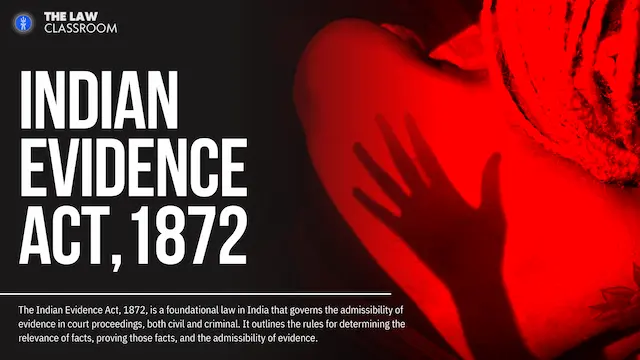 THE LAW
CLASSROOM
INDIAN
EVIDENCE
ACT, 1872
The Indian Evidence Act, 1872, is a foundational law in India that governs the admissibility of
evidence in court proceedings, both civil and criminal. It outlines the rules for determining the
relevance of facts, proving those facts, and the admissibility of evidence.